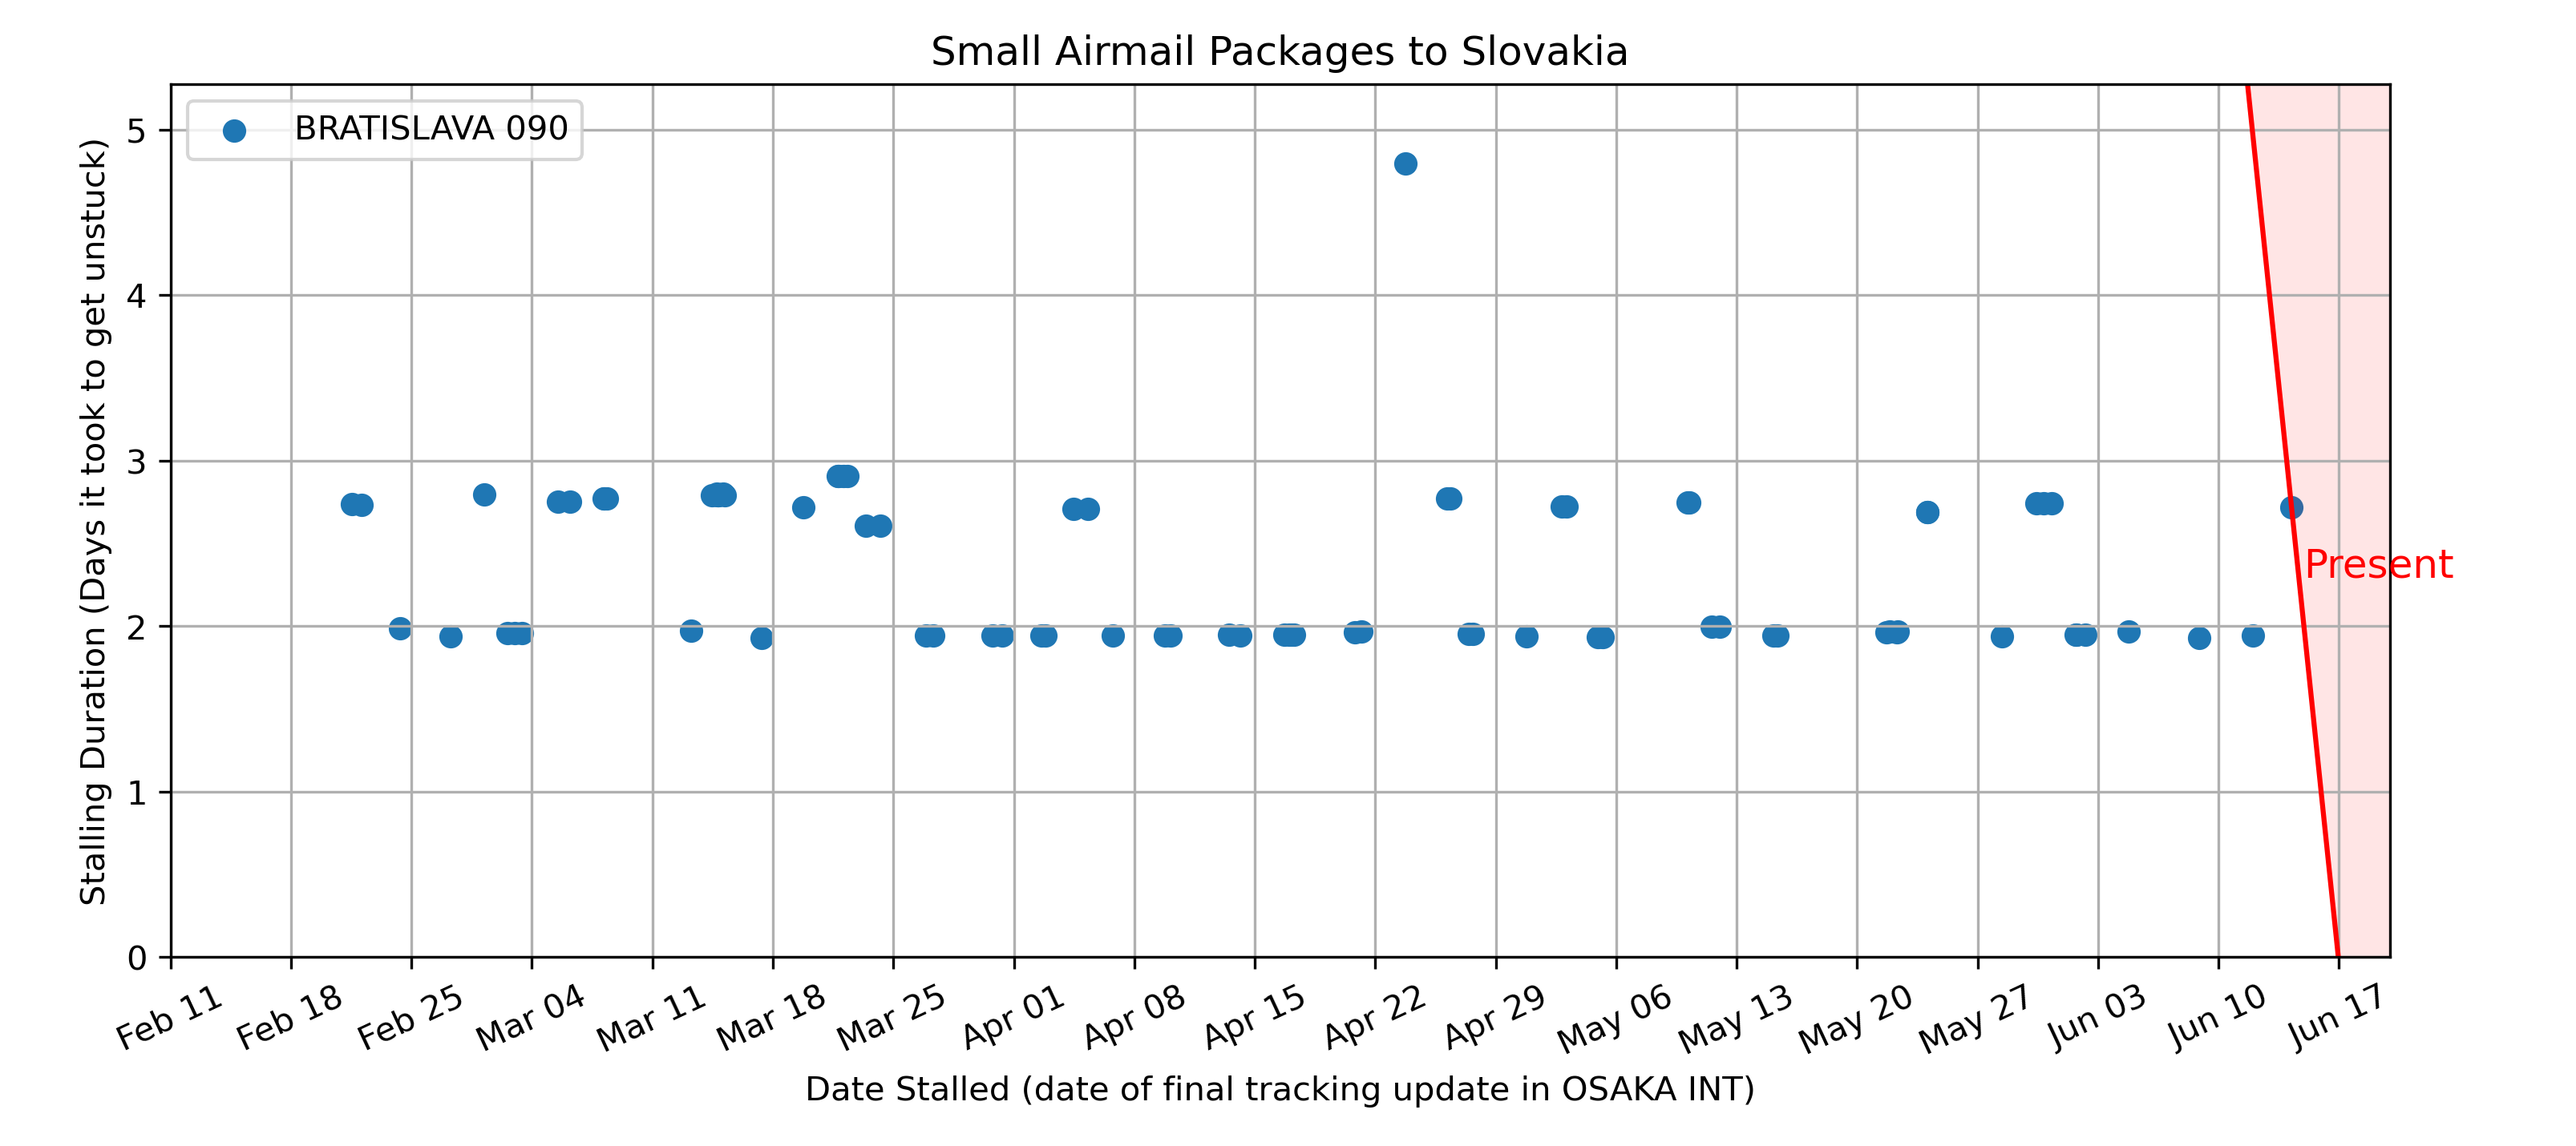 Small Airmail Packages to Slovakia
BRATISLAVA 090
Stalling Duration (Days it took to get unstuck)
5
4
3
2
1
0
Present
Feb 11
Feb 18
Feb 25
Mar 04
Mar 11
Mar 18
Mar 25
Apr 01
Apr 08
Apr 15
Apr 22
Apr 29
May 06
May 13
May 20
May 27
Jun 03
Jun 10
Jun 17
Date Stalled (date of final tracking update in OSAKA INT)